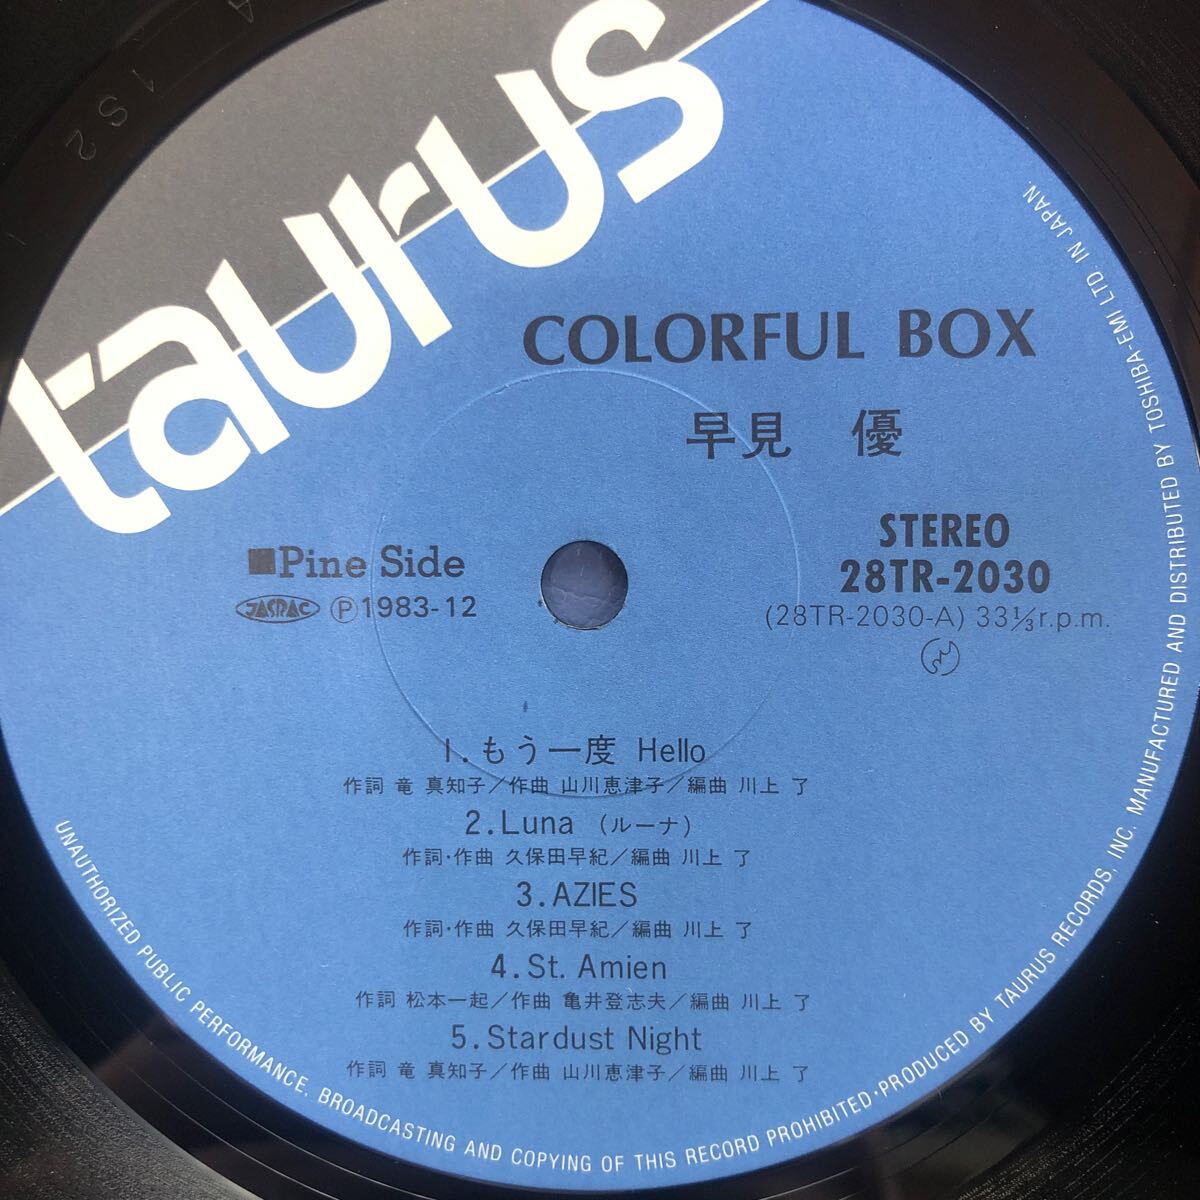 taurus
COLORFUL BOX
早見 優
STEREO
28TR-2030
(28TR-2030-A) 33⅓r.p.m.
■Pine Side
JASRAC Ⓟ1983-12
1.もう一度 Hello
作詞 竜 真知子/作曲 山川恵津子/編曲 川上 了
2.Luna (ルーナ)
作詞・作曲 久保田早紀/編曲 川上 了
3.AZIES
作詞・作曲 久保田早紀/編曲 川上 了
4.St. Amien
作詞 松本一起/作曲 亀井登志夫/編曲 川上 了
5.Stardust Night
作詞 竜 真知子/作曲 山川恵津子/編曲 川上 了
UNAUTHORIZED PUBLIC PERFORMANCE, BROADCASTING AND COPYING OF THIS RECORD PROHIBITED·PRODUCED BY TAURUS RECORDS, INC. MANUFACTURED AND DISTRIBUTED BY TOSHIBA-EMI LTD. IN JAPAN.
A 1S2